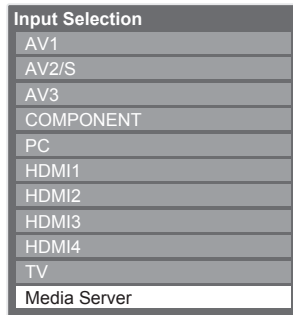 Input Selection
AV1
AV2/S
AV3
COMPONENT
PC
HDMI1
HDMI2
HDMI3
HDMI4
TV
Media Server